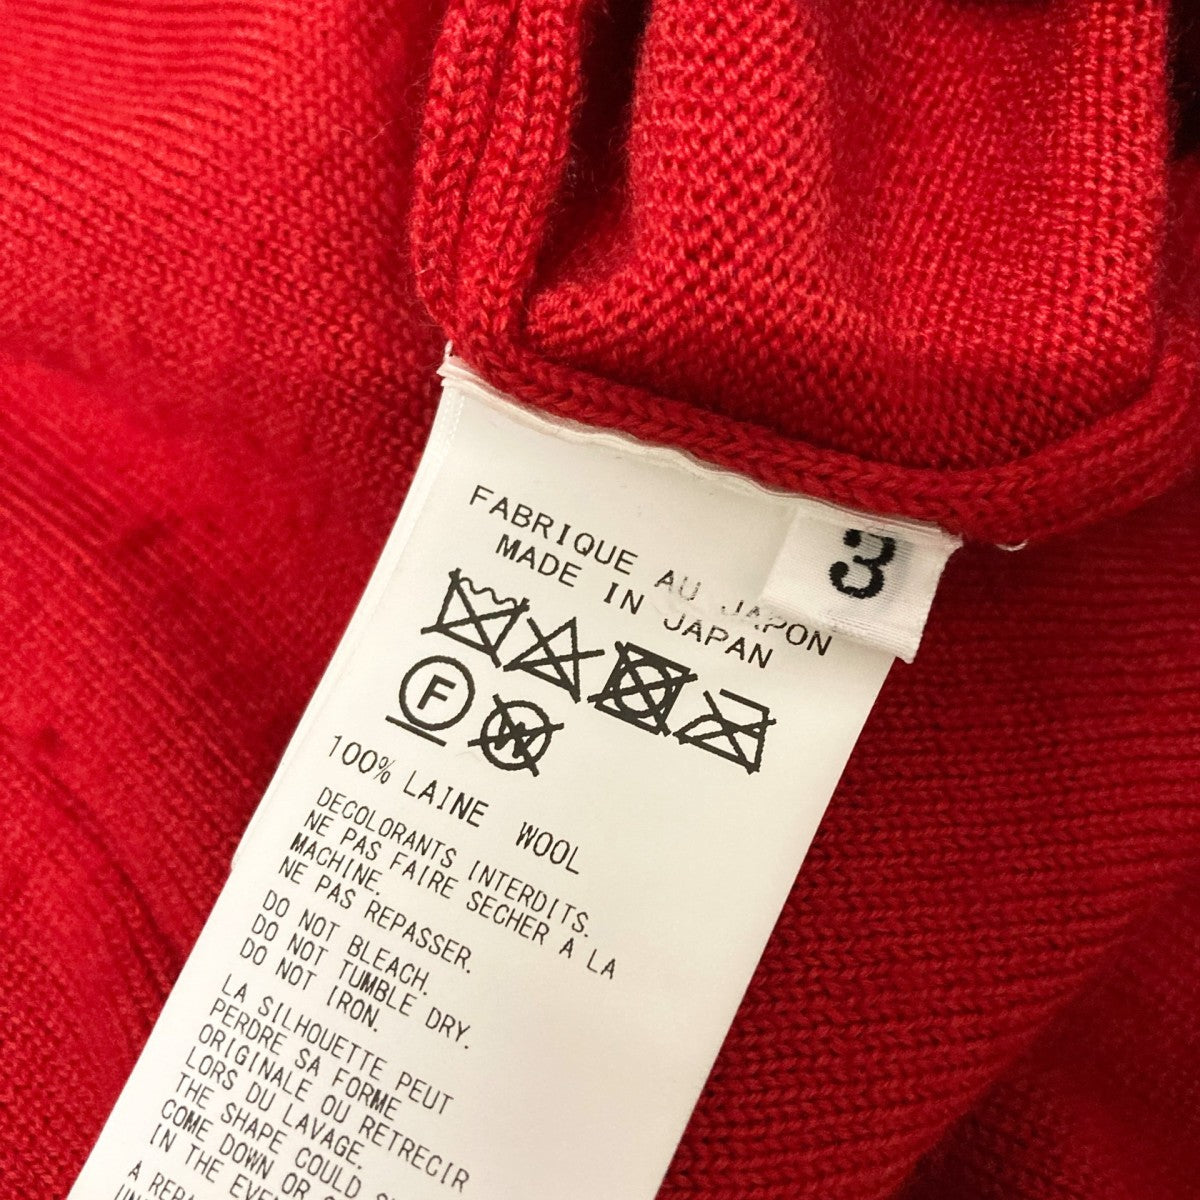 FABRIQUE AU JAPON
MADE IN JAPAN
3
F
W
100% LAINE WOOL
DECOLORANTS INTERDITS.
NE PAS FAIRE SECHER A LA
MACHINE.
NE PAS REPASSER.
DO NOT BLEACH.
DO NOT TUMBLE DRY.
DO NOT IRON.
LA SILHOUETTE PEUT
PERDRE SA FORME
ORIGINALE OU RETRECIR
LORS DU LAVAGE.
THE SHAPE COULD
COME DOWN OR
IN THE
A